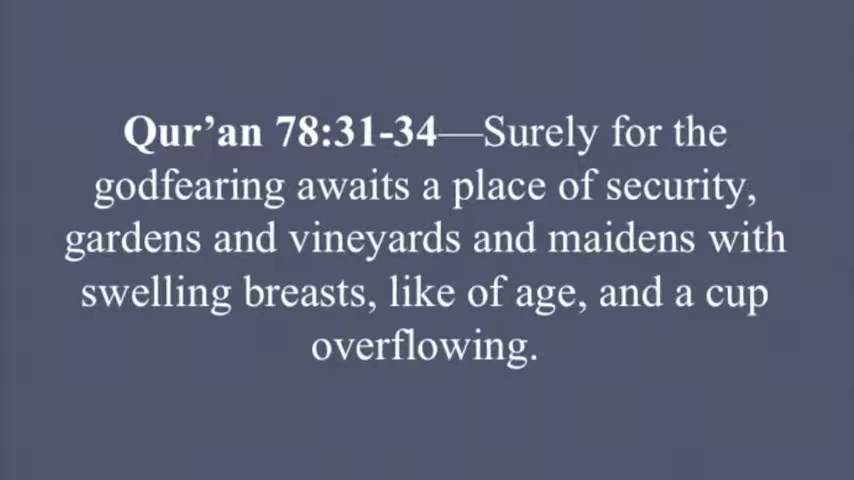 Qur’an 78:31-34—Surely for the
godfearing awaits a place of security,
gardens and vineyards and maidens with
swelling breasts, like of age, and a cup
overflowing.